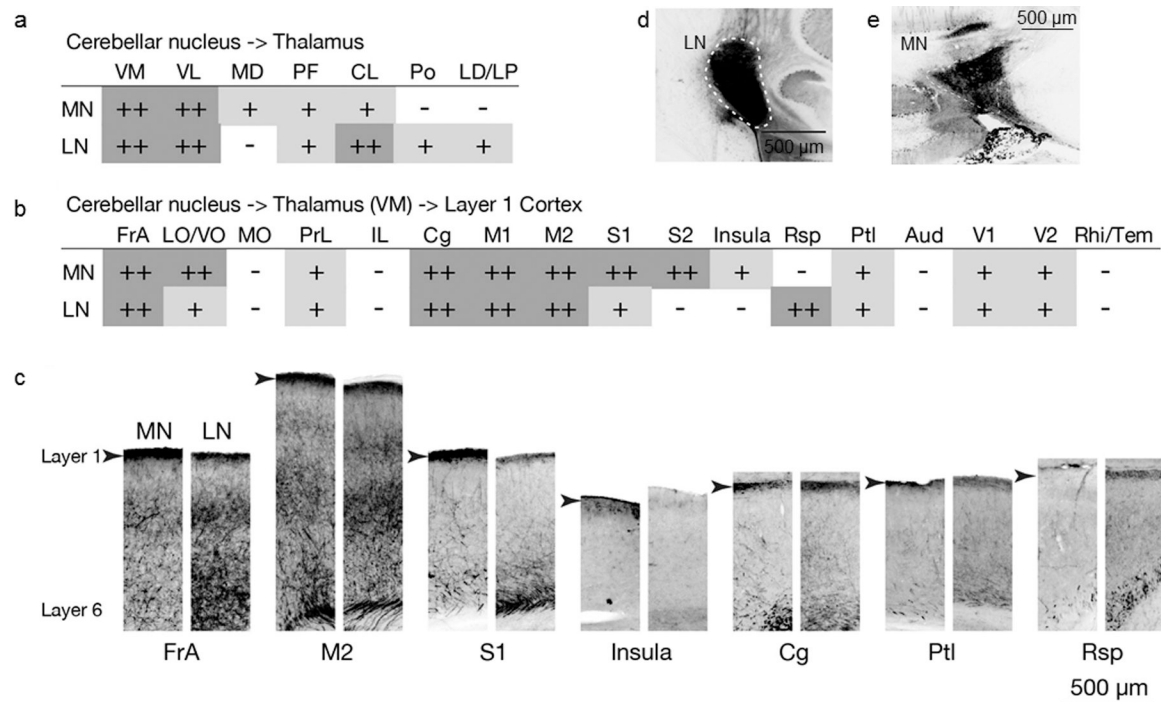 a
Cerebellar nucleus -> Thalamus
VM VL MD PF CL Po LD/LP
MN ++ ++ + + + - -
LN ++ ++ - + ++ + +
d
LN
500 µm
e
500 µm
MN
b
Cerebellar nucleus -> Thalamus (VM) -> Layer 1 Cortex
FrA LO/VO MO PrL IL Cg M1 M2 S1 S2 Insula Rsp Ptl Aud V1 V2 Rhi/Tem
MN ++ ++ - + - ++ ++ ++ ++ ++ + - + - + + -
LN ++ + - + - ++ ++ ++ + - - ++ + - + + -
c
MN LN
Layer 1
Layer 6
FrA M2 S1 Insula Cg Ptl Rsp
500 µm